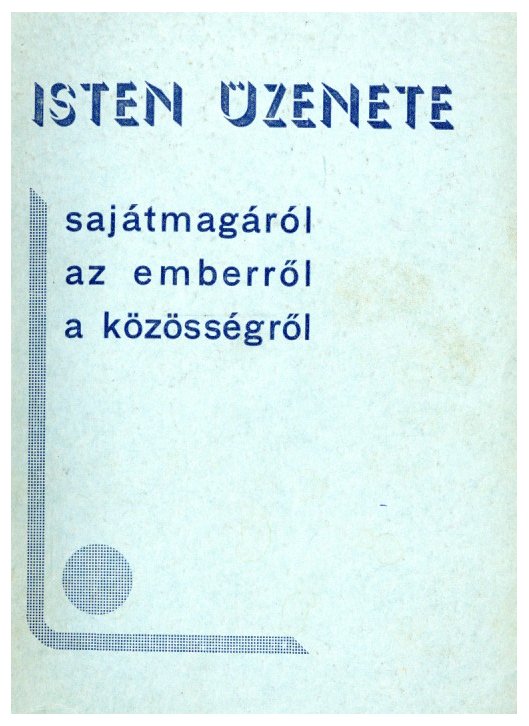 ISTEN ÜZENETE
sajátmagáról
az emberről
a közösségről